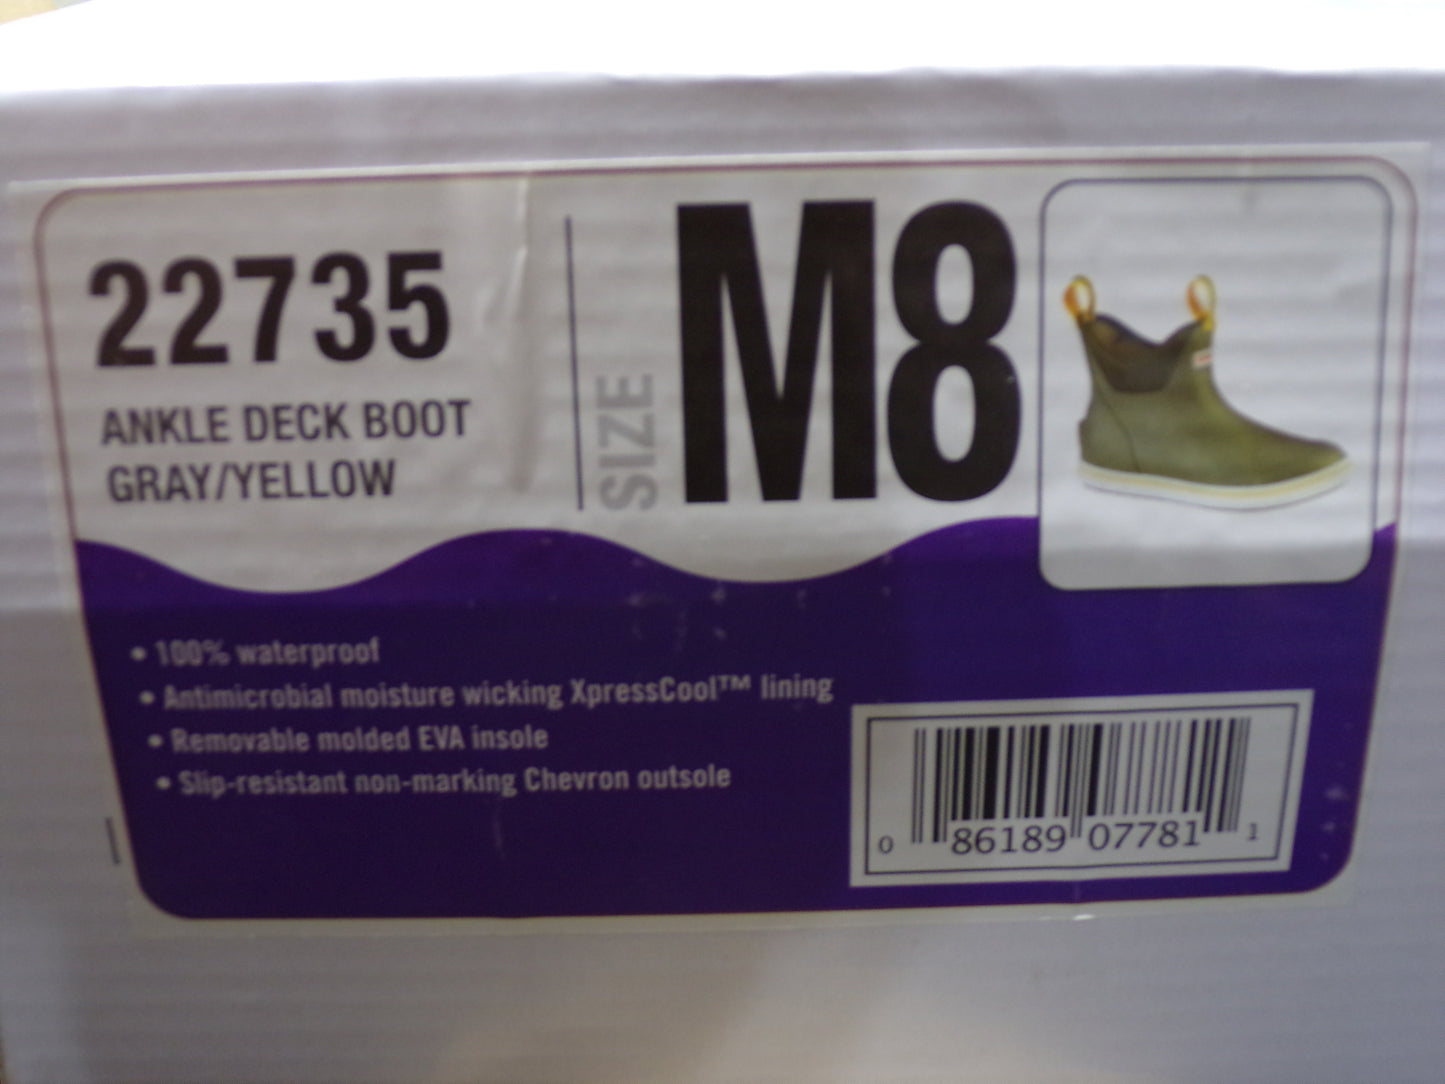 22735
ANKLE DECK BOOT
GRAY/YELLOW
SIZE
M8
• 100% waterproof
• Antimicrobial moisture wicking XpressCool™ lining
• Removable molded EVA insole
• Slip-resistant non-marking Chevron outsole
0 86189 07781 1